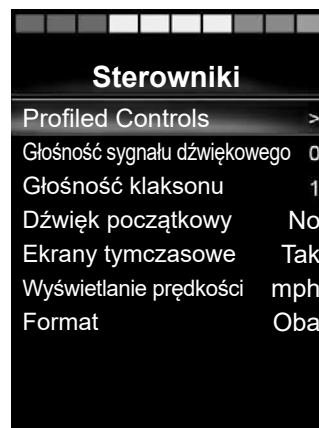 Sterowniki
Profiled Controls >
Głośność sygnału dźwiękowego 0
Głośność klaksonu 1
Dźwięk początkowy No
Ekrany tymczasowe Tak
Wyświetlanie prędkości mph
Format Oba